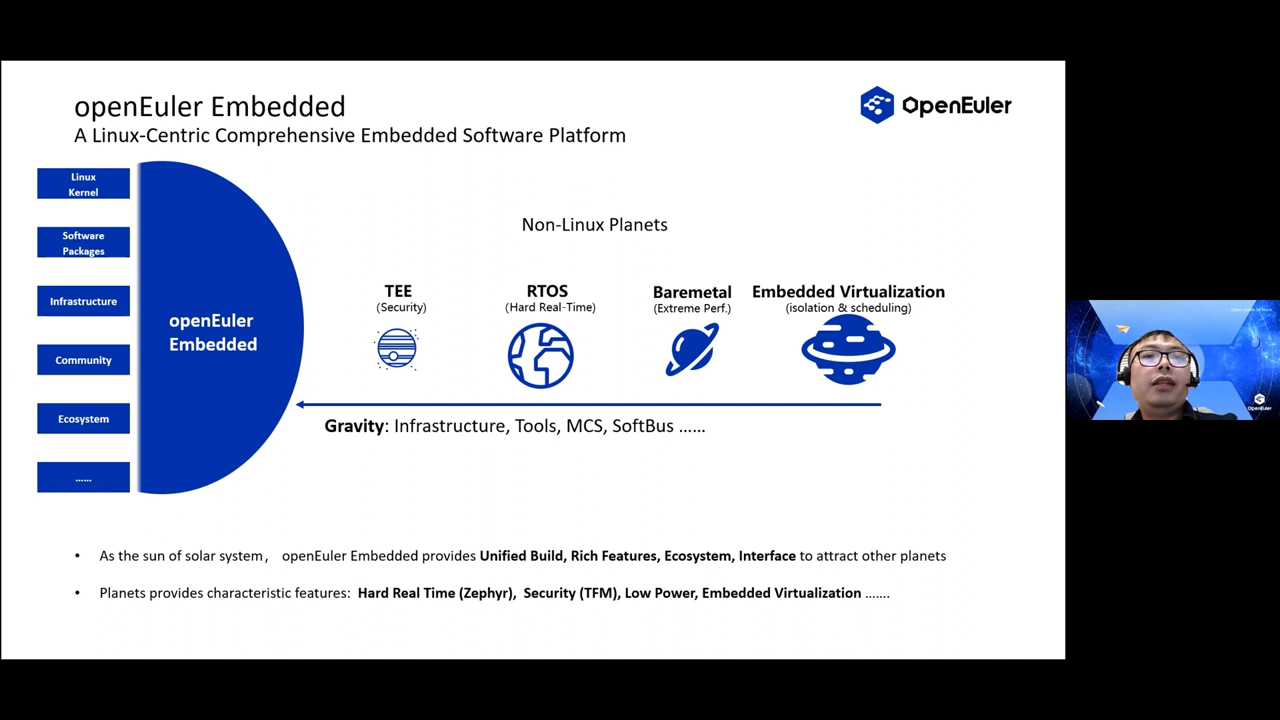 openEuler Embedded
A Linux-Centric Comprehensive Embedded Software Platform
OpenEuler
Linux
Kernel
Software
Packages
Infrastructure
Community
Ecosystem
......
openEuler
Embedded
Non-Linux Planets
TEE
(Security)
RTOS
(Hard Real-Time)
Baremetal
(Extreme Perf.)
Embedded Virtualization
(isolation & scheduling)
Gravity: Infrastructure, Tools, MCS, SoftBus ......
• As the sun of solar system， openEuler Embedded provides Unified Build, Rich Features, Ecosystem, Interface to attract other planets
• Planets provides characteristic features: Hard Real Time (Zephyr), Security (TFM), Low Power, Embedded Virtualization .......
OpenEuler